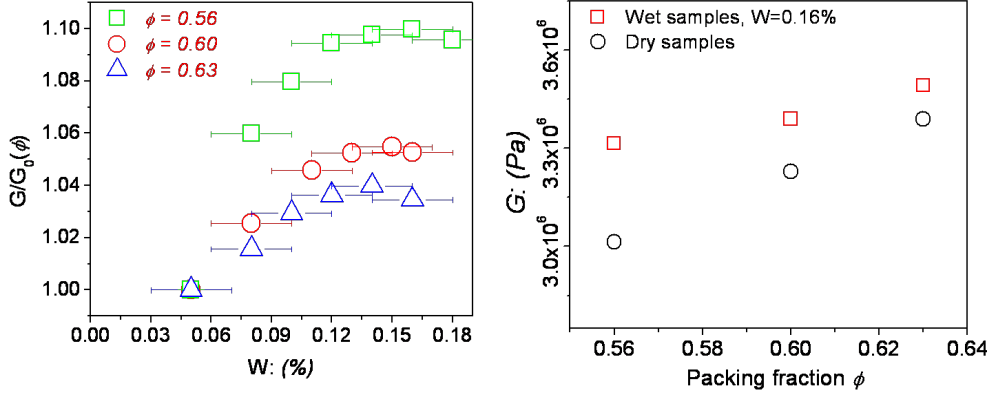 ϕ = 0.56
ϕ = 0.60
ϕ = 0.63
1.10
1.08
1.06
1.04
1.02
1.00
G/G₀(ϕ)
0.00 0.03 0.06 0.09 0.12 0.15 0.18
W: (%)
Wet samples, W=0.16%
Dry samples
3.6x10⁶
3.3x10⁶
3.0x10⁶
G: (Pa)
0.56 0.60 0.62 0.64
Packing fraction ϕ